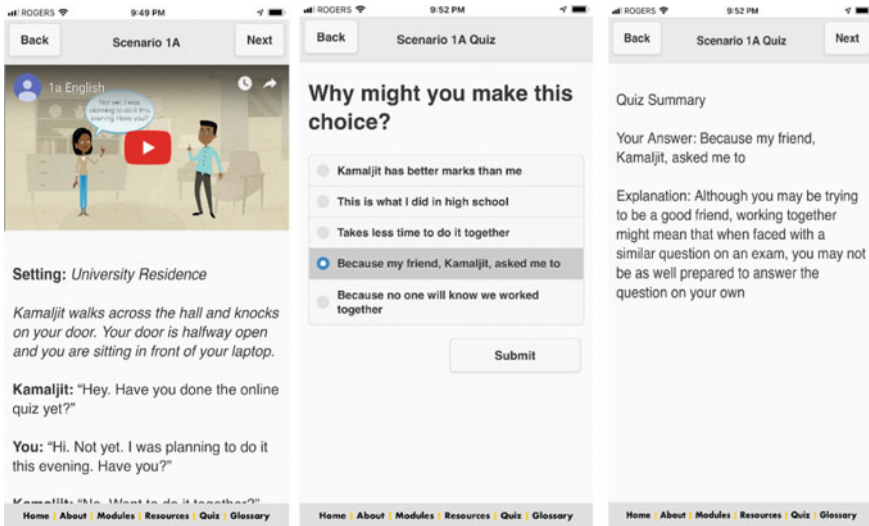 ROGERS 9:49 PM
Back Scenario 1A Next
1a English
Not yet. I was
planning to do it this
evening. Have you?
Setting: University Residence
Kamaljit walks across the hall and knocks
on your door. Your door is halfway open
and you are sitting in front of your laptop.
Kamaljit: “Hey. Have you done the online
quiz yet?”
You: “Hi. Not yet. I was planning to do it
this evening. Have you?”
Kamaljit: “No. Want to do it together?”
Home | About | Modules | Resources | Quiz | Glossary
ROGERS 9:52 PM
Back Scenario 1A Quiz
Why might you make this
choice?
Kamaljit has better marks than me
This is what I did in high school
Takes less time to do it together
Because my friend, Kamaljit, asked me to
Because no one will know we worked
together
Submit
Home | About | Modules | Resources | Quiz | Glossary
ROGERS 9:52 PM
Back Scenario 1A Quiz Next
Quiz Summary
Your Answer: Because my friend,
Kamaljit, asked me to
Explanation: Although you may be trying
to be a good friend, working together
might mean that when faced with a
similar question on an exam, you may not
be as well prepared to answer the
question on your own
Home | About | Modules | Resources | Quiz | Glossary